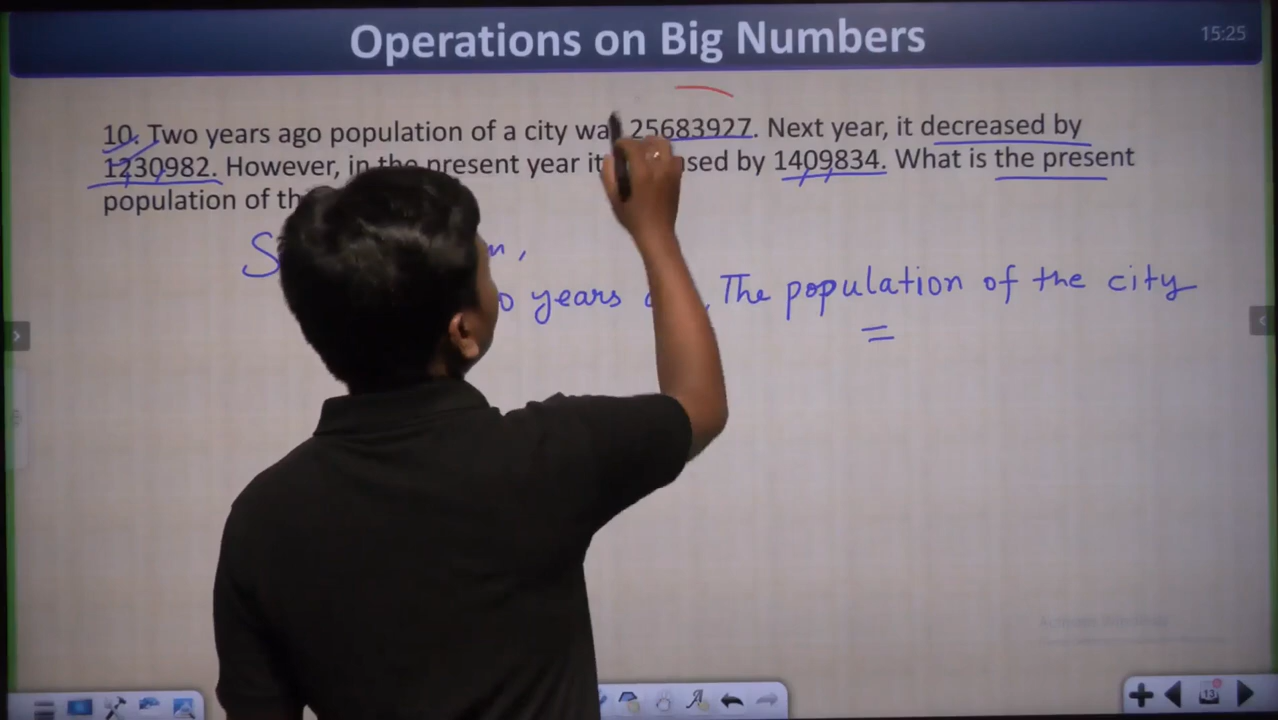 Operations on Big Numbers
15:25
10. Two years ago population of a city wa 25683927. Next year, it decreased by
1230982. However, in the present year it sed by 1409834. What is the present
population of th
S n,
o years , The population of the city
=
13